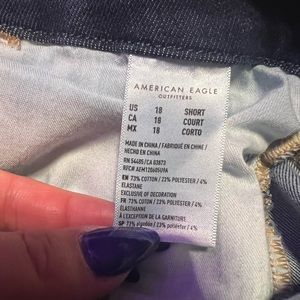 AMERICAN EAGLE
OUTFITTERS
US 18 SHORT
CA 18 COURT
MX 18 CORTO
MADE IN CHINA / FABRIQUÉ EN CHINE /
HECHO EN CHINA
RN 54485/CA 03873
RFC# AEM120605U9A
EN 73% COTTON / 23% POLYESTER / 4%
ELASTANE
EXCLUSIVE OF DECORATION
FR 73% COTON / 23% POLYESTER / 4%
ÉLASTHANNE
À L'EXCEPTION DE LA GARNITURE
SP 73% algodón / 23% poliéster / 4%